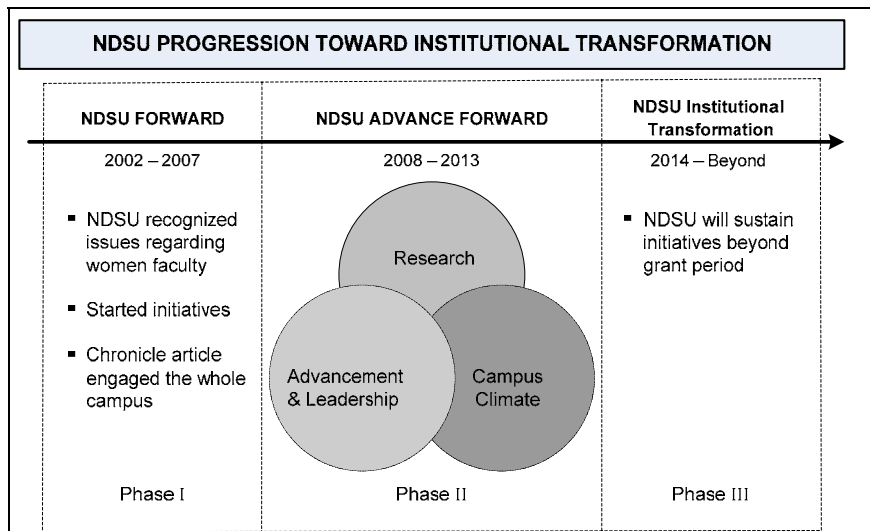 NDSU PROGRESSION TOWARD INSTITUTIONAL TRANSFORMATION
NDSU FORWARD
2002 – 2007
▪ NDSU recognized
issues regarding
women faculty
▪ Started initiatives
▪ Chronicle article
engaged the whole
campus
Phase I
NDSU ADVANCE FORWARD
2008 – 2013
Research
Advancement
& Leadership
Campus
Climate
Phase II
NDSU Institutional
Transformation
2014 – Beyond
▪ NDSU will sustain
initiatives beyond
grant period
Phase III